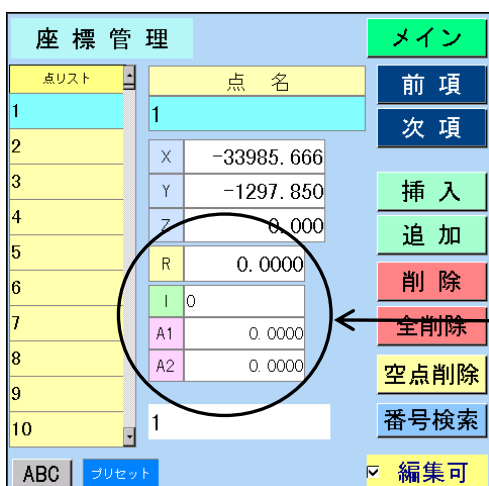 座標管理
メイン
点リスト
1
2
3
4
5
6
7
8
9
10
点名
1
X -33985.666
Y -1297.850
Z 0.000
R 0.0000
I 0
A1 0.0000
A2 0.0000
1
前項
次項
挿入
追加
削除
全削除
空点削除
番号検索
ABC
プリセット
編集可